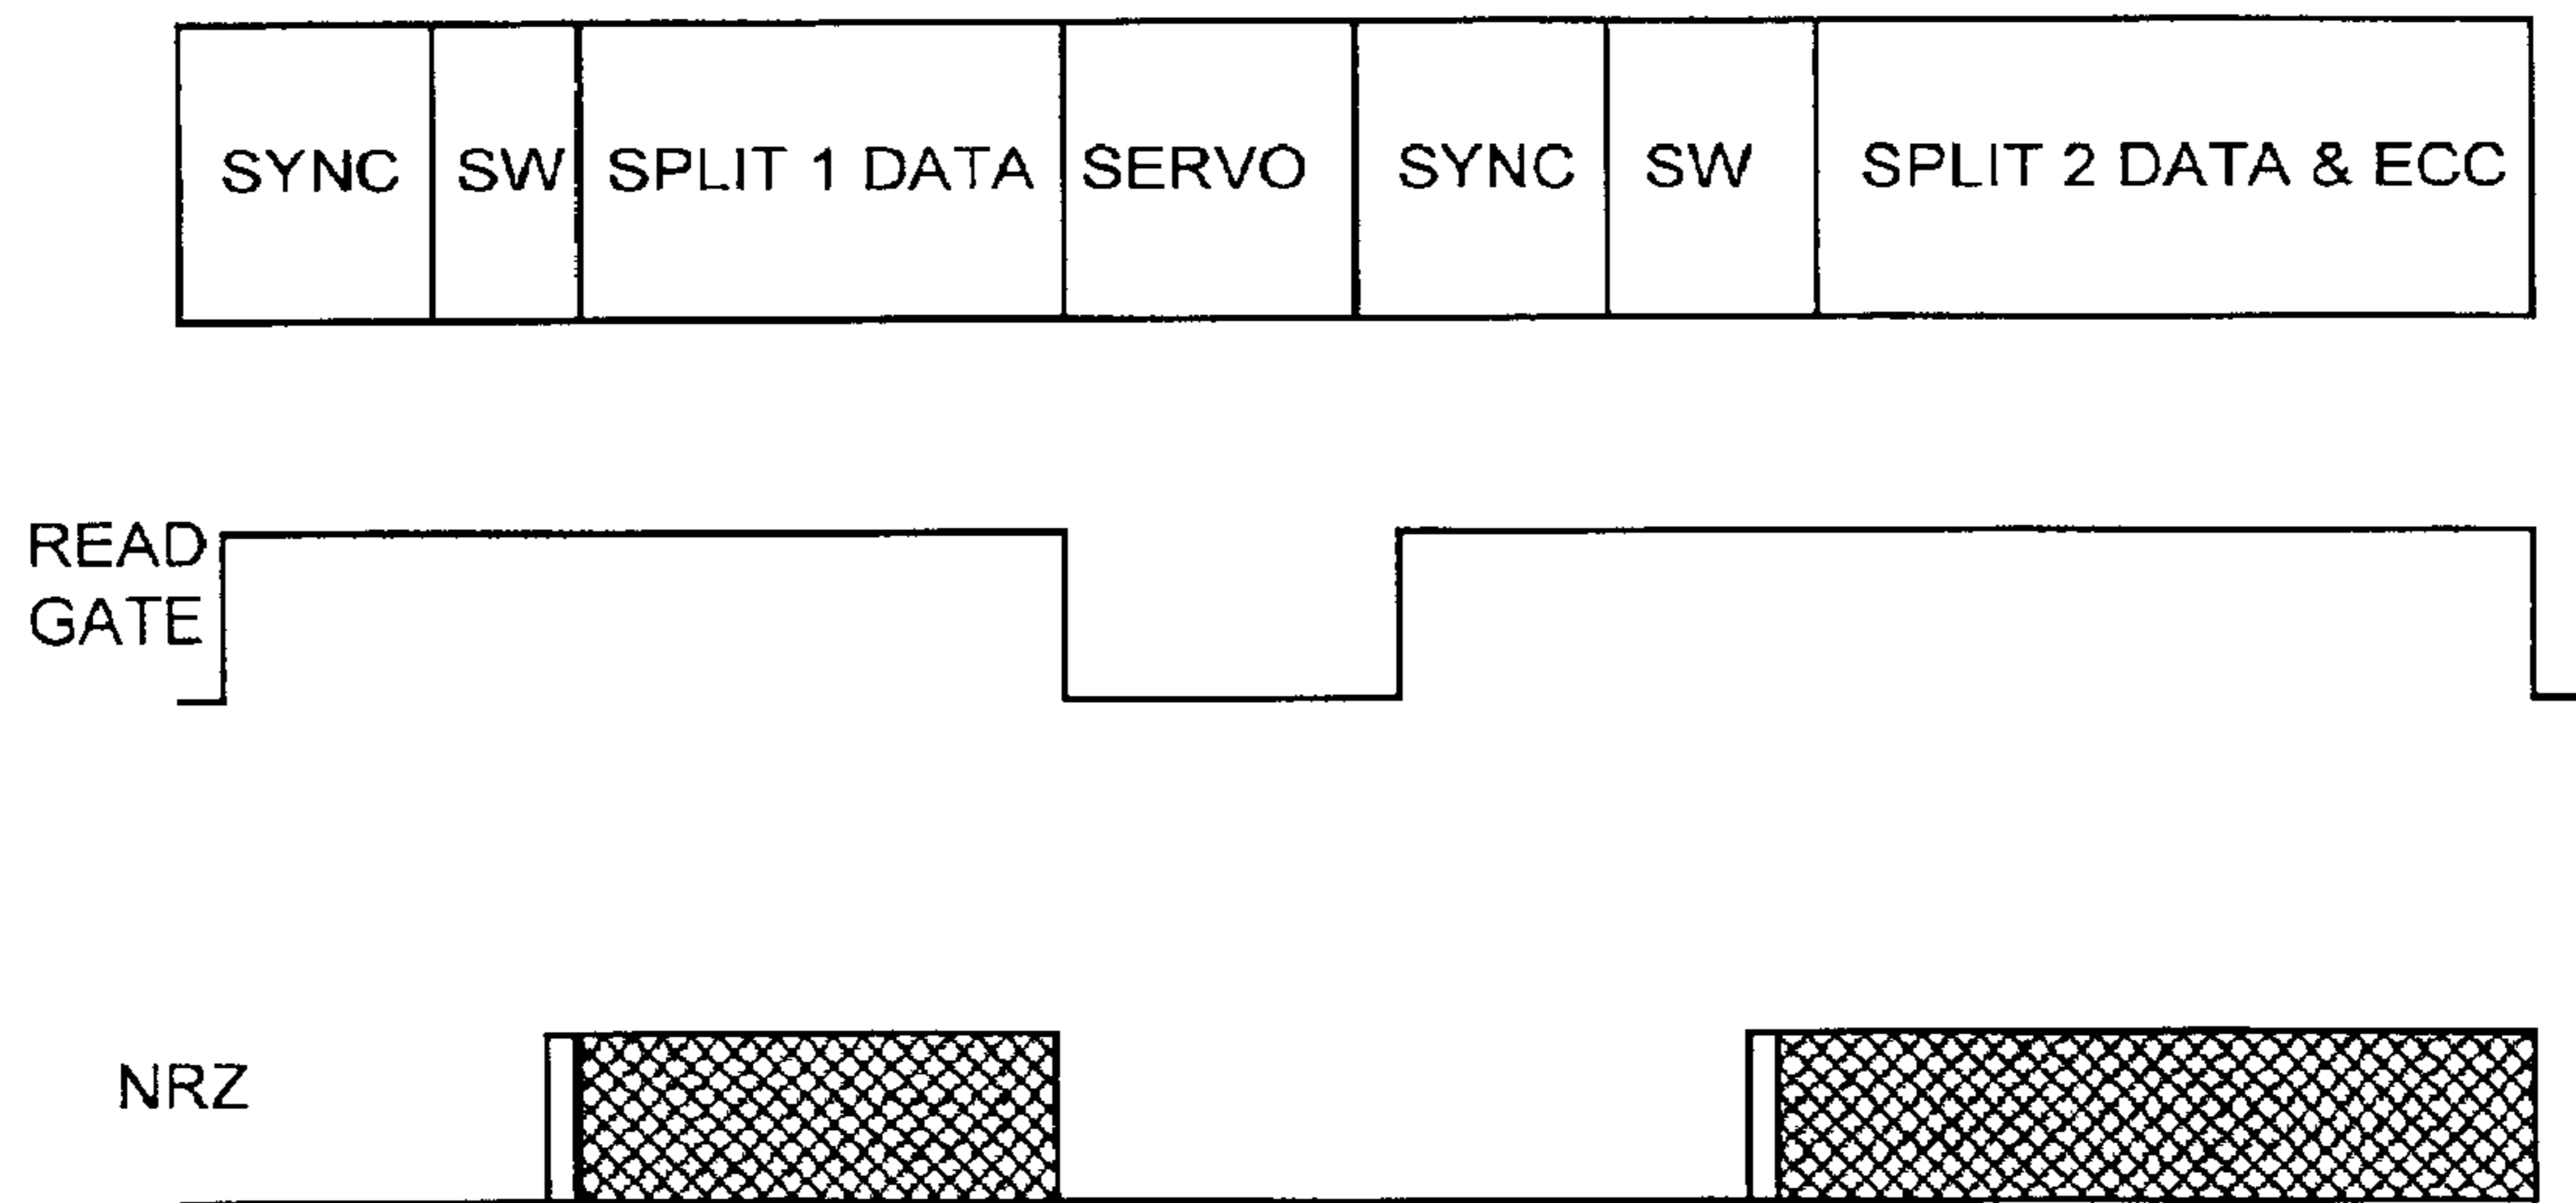 SYNC SW SPLIT 1 DATA SERVO SYNC SW SPLIT 2 DATA & ECC
READ
GATE
NRZ